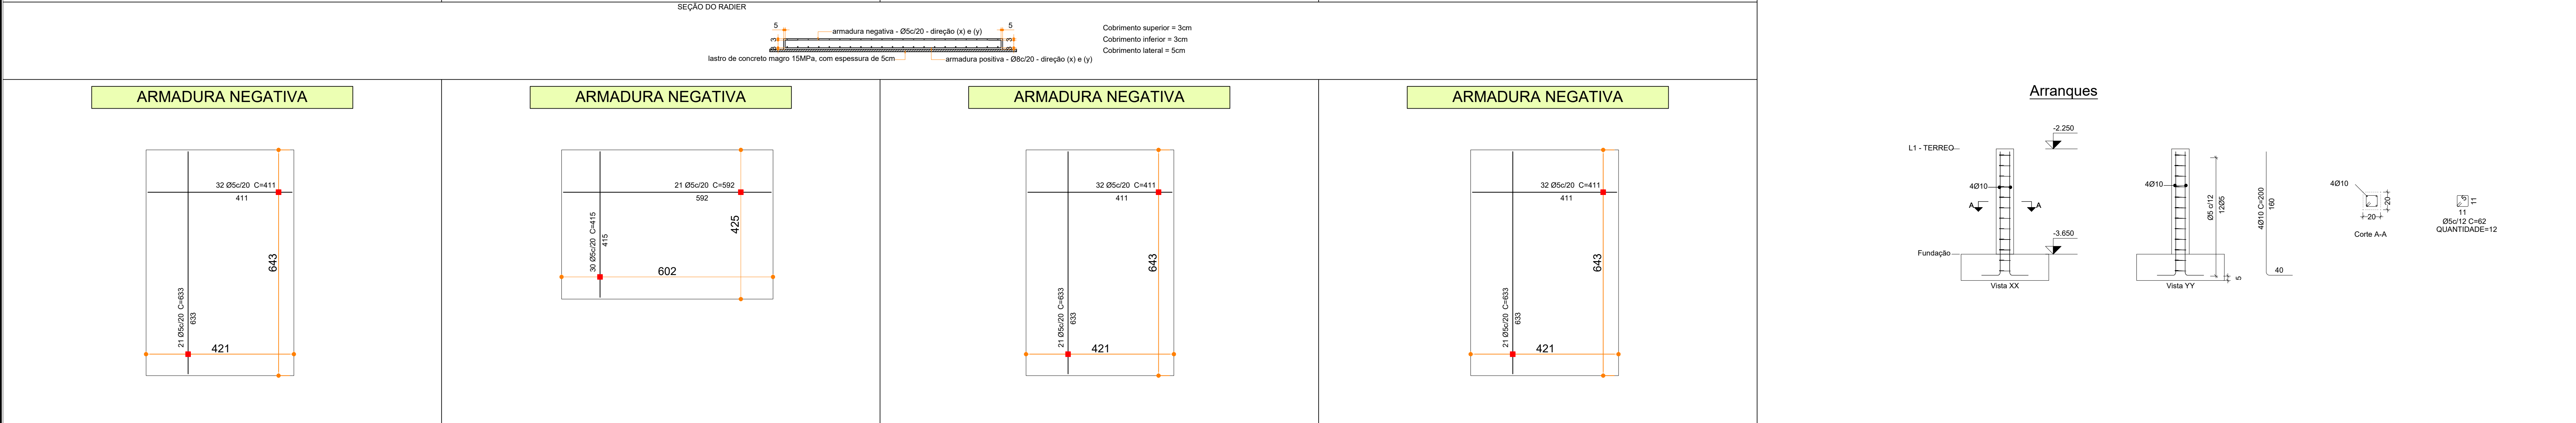 SEÇÃO DO RADIER
5
5
armadura negativa - Ø5c/20 - direção (x) e (y)
3
3
3
3
lastro de concreto magro 15MPa, com espessura de 5cm
armadura positiva - Ø8c/20 - direção (x) e (y)
Cobrimento superior = 3cm
Cobrimento inferior = 3cm
Cobrimento lateral = 5cm
ARMADURA NEGATIVA
32 Ø5c/20 C=411
411
643
21 Ø5c/20 C=633
633
421
ARMADURA NEGATIVA
21 Ø5c/20 C=592
592
425
30 Ø5c/20 C=415
415
602
ARMADURA NEGATIVA
32 Ø5c/20 C=411
411
643
21 Ø5c/20 C=633
633
421
ARMADURA NEGATIVA
32 Ø5c/20 C=411
411
643
21 Ø5c/20 C=633
633
421
Arranques
-2.250
L1 - TERREO
4Ø10
A
A
-3.650
Fundação
Vista XX
4Ø10
Ø5 c/12
12Ø5
5
Vista YY
4Ø10 C=200
160
40
4Ø10
20
20
Corte A-A
11
11
Ø5c/12 C=62
QUANTIDADE=12